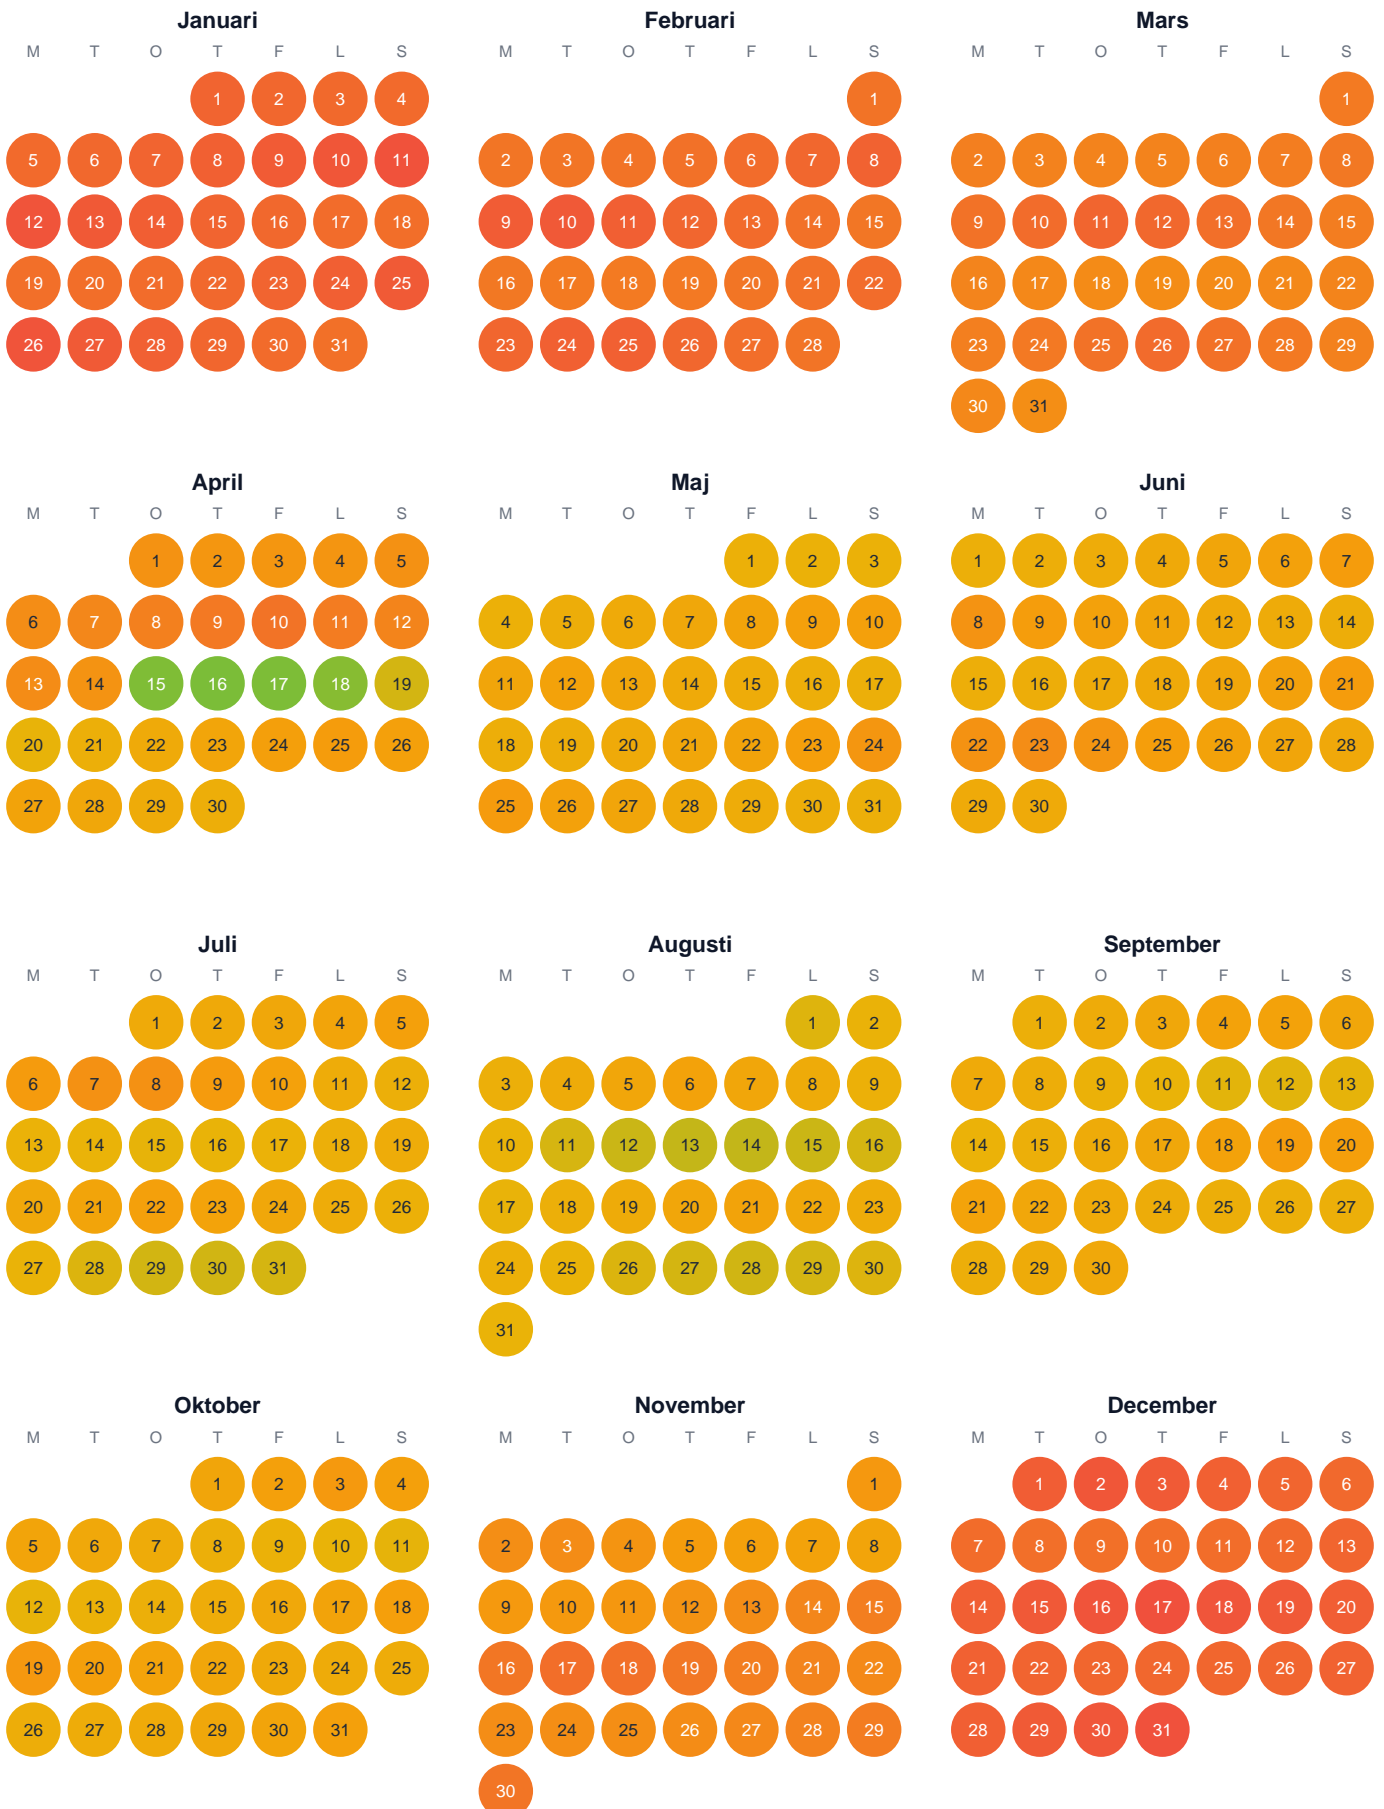 Januari Februari Mars
M T O T F L S M T O T F L S M T O T F L S
1 2 3 4 1 1
5 6 7 8 9 10 11 2 3 4 5 6 7 8 2 3 4 5 6 7 8
12 13 14 15 16 17 18 9 10 11 12 13 14 15 9 10 11 12 13 14 15
19 20 21 22 23 24 25 16 17 18 19 20 21 22 16 17 18 19 20 21 22
26 27 28 29 30 31 23 24 25 26 27 28 23 24 25 26 27 28 29
30 31
April Maj Juni
M T O T F L S M T O T F L S M T O T F L S
1 2 3 4 5 1 2 3 1 2 3 4 5 6 7
6 7 8 9 10 11 12 4 5 6 7 8 9 10 8 9 10 11 12 13 14
13 14 15 16 17 18 19 11 12 13 14 15 16 17 15 16 17 18 19 20 21
20 21 22 23 24 25 26 18 19 20 21 22 23 24 22 23 24 25 26 27 28
27 28 29 30 25 26 27 28 29 30 31 29 30
Juli Augusti September
M T O T F L S M T O T F L S M T O T F L S
1 2 3 4 5 1 2 1 2 3 4 5 6
6 7 8 9 10 11 12 3 4 5 6 7 8 9 7 8 9 10 11 12 13
13 14 15 16 17 18 19 10 11 12 13 14 15 16 14 15 16 17 18 19 20
20 21 22 23 24 25 26 17 18 19 20 21 22 23 21 22 23 24 25 26 27
27 28 29 30 31 24 25 26 27 28 29 30 28 29 30
31
Oktober November December
M T O T F L S M T O T F L S M T O T F L S
1 2 3 4 1 1 2 3 4 5 6
5 6 7 8 9 10 11 2 3 4 5 6 7 8 7 8 9 10 11 12 13
12 13 14 15 16 17 18 9 10 11 12 13 14 15 14 15 16 17 18 19 20
19 20 21 22 23 24 25 16 17 18 19 20 21 22 21 22 23 24 25 26 27
26 27 28 29 30 31 23 24 25 26 27 28 29 28 29 30 31
30